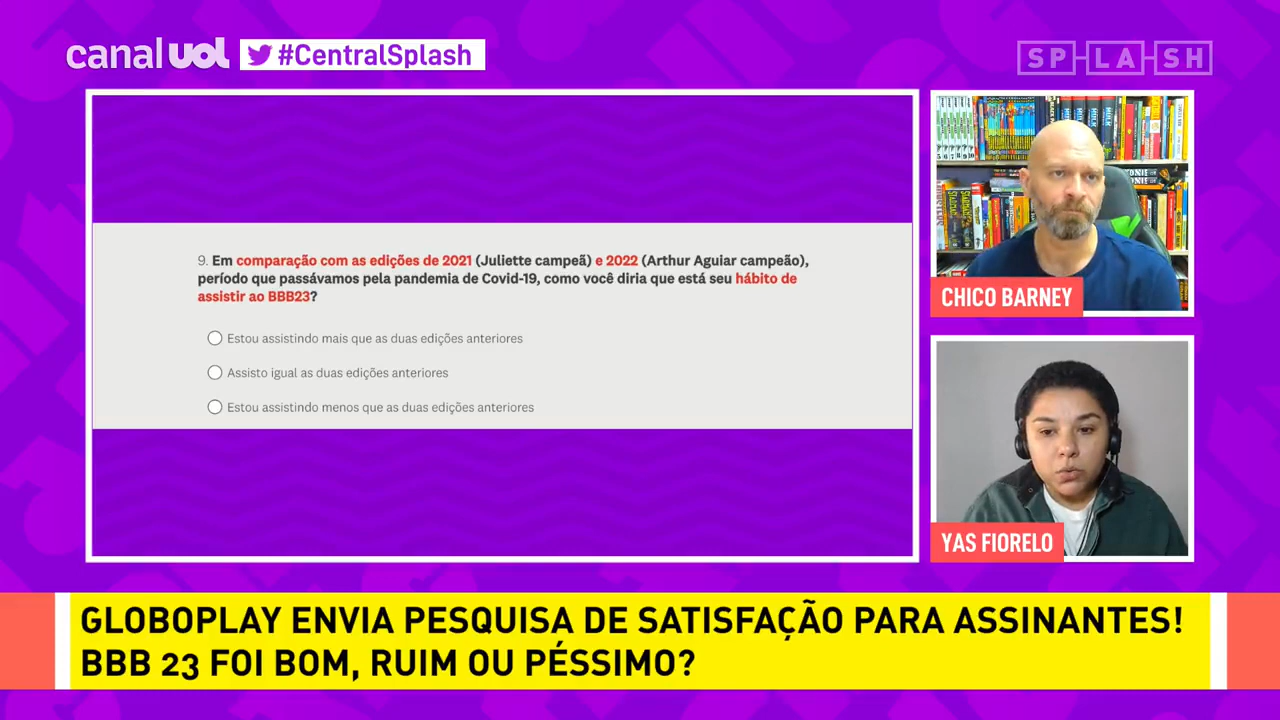 canal UOL
#CentralSplash
SPLASH
9. Em comparação com as edições de 2021 (Juliette campeã) e 2022 (Arthur Aguiar campeão),
período que passávamos pela pandemia de Covid-19, como você diria que está seu hábito de
assistir ao BBB23?
Estou assistindo mais que as duas edições anteriores
Assisto igual as duas edições anteriores
Estou assistindo menos que as duas edições anteriores
CHICO BARNEY
YAS FIORELO
GLOBOPLAY ENVIA PESQUISA DE SATISFAÇÃO PARA ASSINANTES!
BBB 23 FOI BOM, RUIM OU PÉSSIMO?